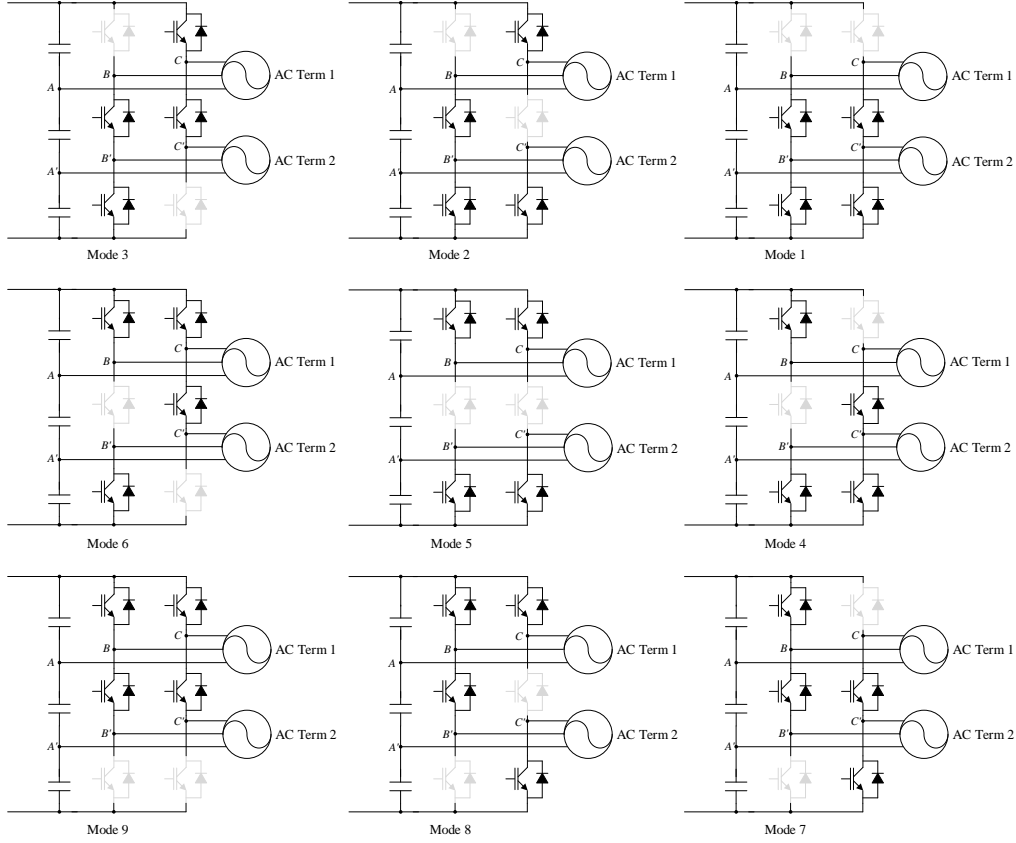 C
AC Term 1
B
A
C'
AC Term 2
B'
A'
Mode 3
C
AC Term 1
B
A
C'
AC Term 2
B'
A'
Mode 2
C
AC Term 1
B
A
C'
AC Term 2
B'
A'
Mode 1
C
AC Term 1
B
A
C'
AC Term 2
B'
A'
Mode 6
C
AC Term 1
B
A
C'
AC Term 2
B'
A'
Mode 5
C
AC Term 1
B
A
C'
AC Term 2
B'
A'
Mode 4
C
AC Term 1
B
A
C'
AC Term 2
B'
A'
Mode 9
C
AC Term 1
B
A
C'
AC Term 2
B'
A'
Mode 8
C
AC Term 1
B
A
C'
AC Term 2
B'
A'
Mode 7